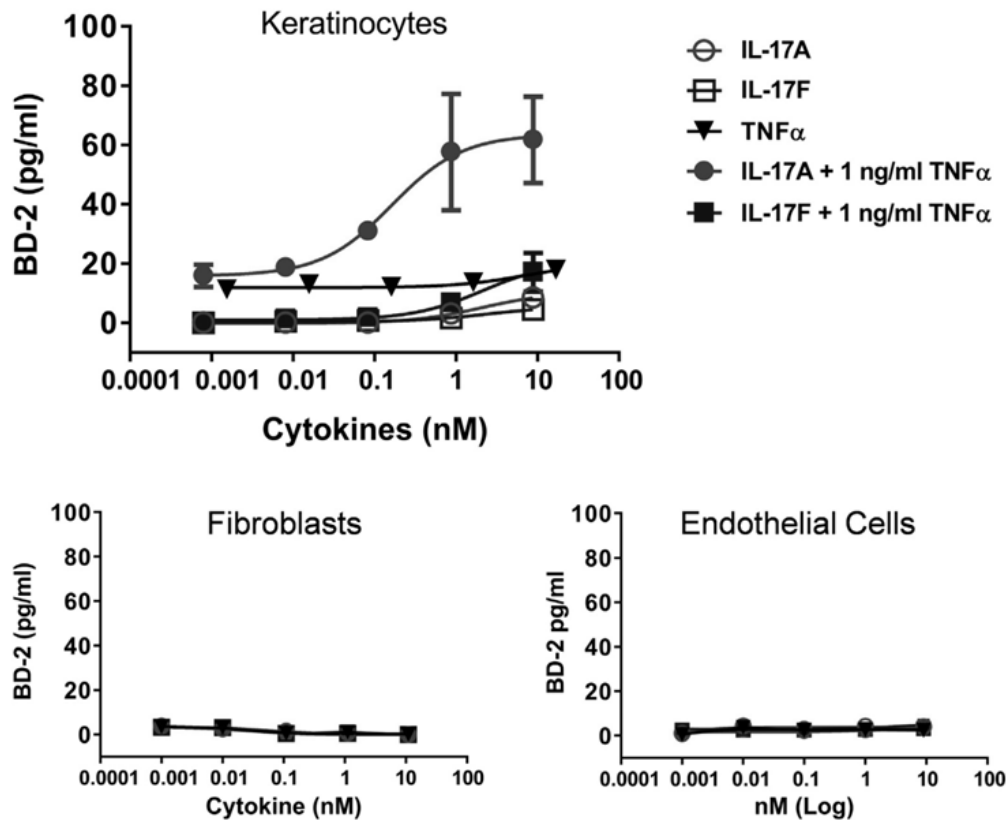 Keratinocytes
BD-2 (pg/ml)
100
80
60
40
20
0
0.0001 0.001 0.01 0.1 1 10 100
Cytokines (nM)
IL-17A
IL-17F
TNFα
IL-17A + 1 ng/ml TNFα
IL-17F + 1 ng/ml TNFα
Fibroblasts
BD-2 (pg/ml)
100
80
60
40
20
0
0.0001 0.001 0.01 0.1 1 10 100
Cytokine (nM)
Endothelial Cells
BD-2 pg/ml
100
80
60
40
20
0
0.0001 0.001 0.01 0.1 1 10 100
nM (Log)